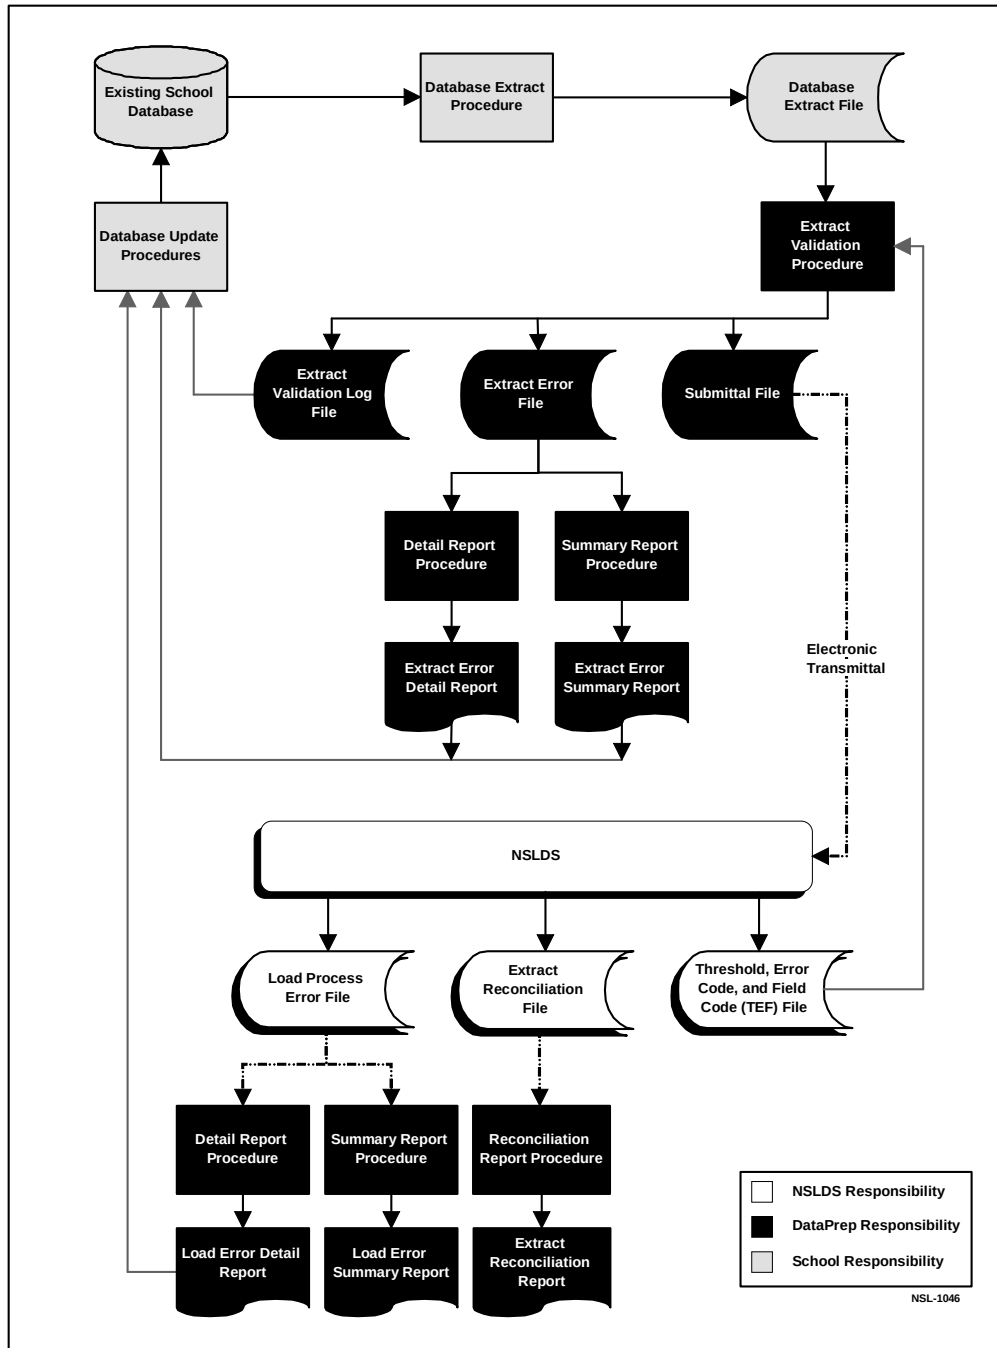 Existing School
Database
Database Extract
Procedure
Database
Extract File
Database Update
Procedures
Extract
Validation
Procedure
Extract
Validation Log
File
Extract Error
File
Submittal File
Detail Report
Procedure
Summary Report
Procedure
Electronic
Transmittal
Extract Error
Detail Report
Extract Error
Summary Report
NSLDS
Load Process
Error File
Extract
Reconciliation
File
Threshold, Error
Code, and Field
Code (TEF) File
Detail Report
Procedure
Summary Report
Procedure
Reconciliation
Report Procedure
Load Error Detail
Report
Load Error
Summary Report
Extract
Reconciliation
Report
NSLDS Responsibility
DataPrep Responsibility
School Responsibility
NSL-1046